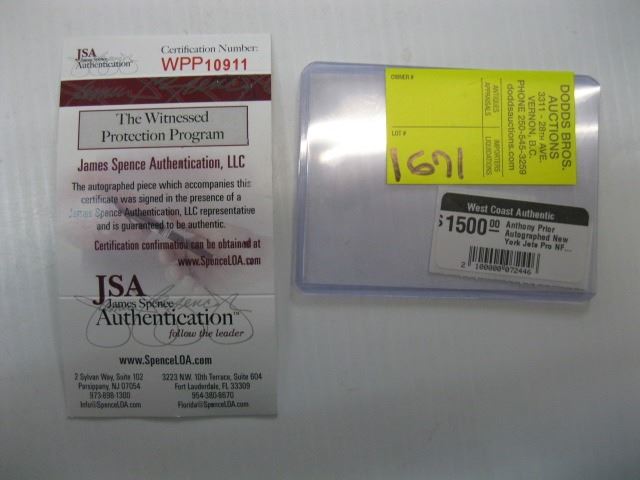 JSA
James Spence
Authentication™
Certification Number:
WPP10911
The Witnessed
Protection Program
James Spence Authentication, LLC
The autographed piece which accompanies this
certificate was signed in the presence of a
James Spence Authentication, LLC representative
and is guaranteed to be authentic.
Certification confirmation can be obtained at
www.SpenceLOA.com
JSA
James Spence
Authentication™
follow the leader
www.SpenceLOA.com
2 Sylvan Way, Suite 102
Parsippany, NJ 07054
973-898-1300
Info@SpenceLOA.com
3223 N.W. 10th Terrace, Suite 604
Fort Lauderdale, FL 33309
954-380-8670
Florida@SpenceLOA.com
DODDS BROS.
AUCTIONS
3311 - 28TH AVE.
VERNON, B.C.
PHONE 250-545-3259
doddsauctions.com
ANTIQUES
APPRAISALS
IMPORTERS
LIQUIDATORS
OWNER #
LOT #
1671
West Coast Authentic
$1500.00
Anthony Prior
Autographed New
York Jets Pro NF...
2 100000 072446